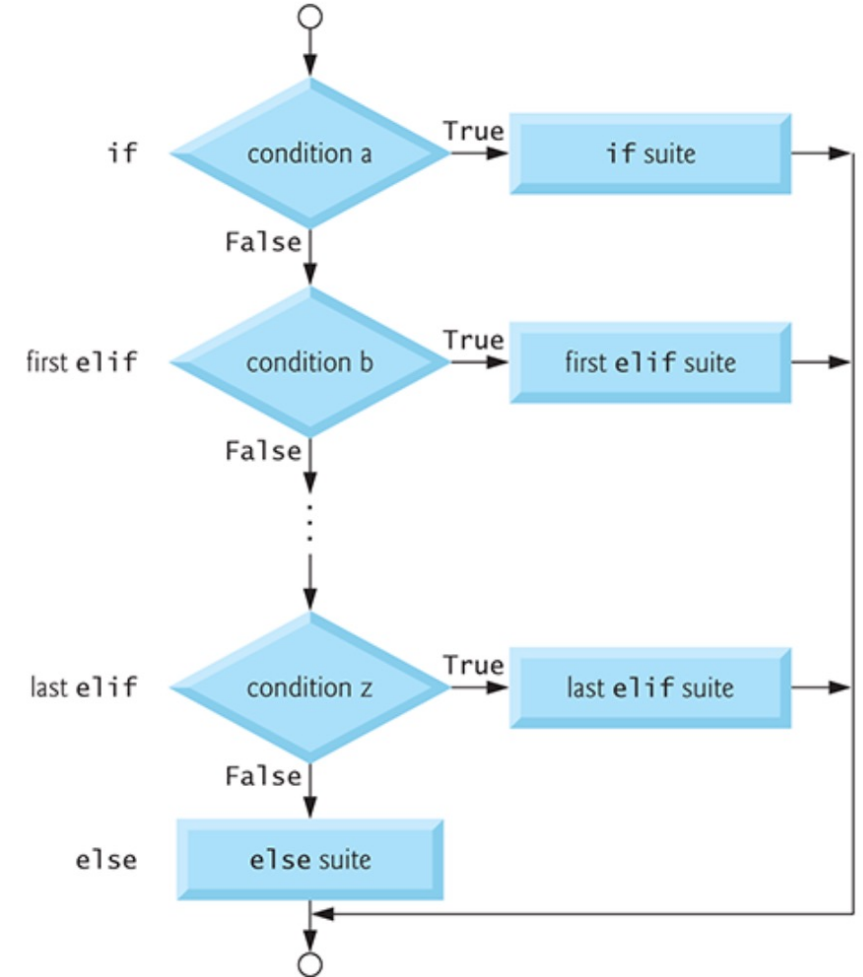 True
if condition a if suite
False
True
first elif condition b first elif suite
False
True
last elif condition z last elif suite
False
else else suite